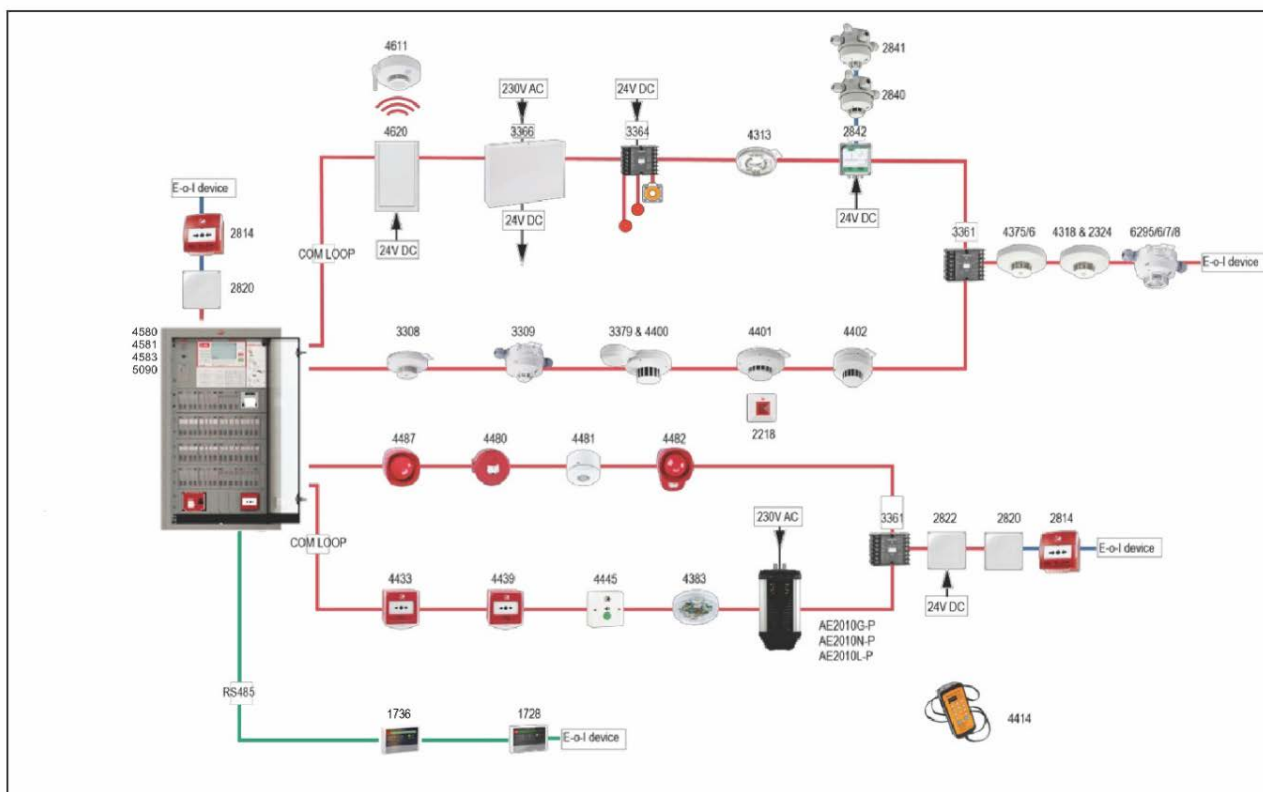 4611
2841
230V AC
24V DC
2840
4620
3366
3364
4313
2842
E-o-l device
2814
24V DC
24V DC
24V DC
3361
4375/6
4318 & 2324
6295/6/7/8
COM LOOP
E-o-l device
2820
4580
4581
4583
5090
3308
3309
3379 & 4400
4401
4402
2218
4487
4480
4481
4482
230V AC
3361
2822
2820
2814
COM LOOP
E-o-l device
4433
4439
4445
4383
24V DC
AE2010G-P
AE2010N-P
AE2010L-P
RS485
1736
1728
4414
E-o-l device